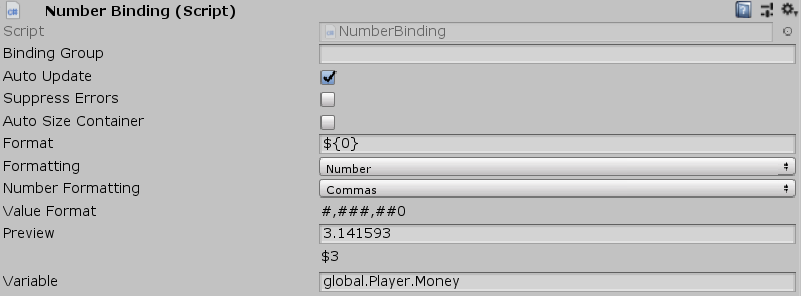 Number Binding (Script)
Script NumberBinding
Binding Group
Auto Update
Suppress Errors
Auto Size Container
Format ${0}
Formatting Number
Number Formatting Commas
Value Format #,###,##0
Preview 3.141593
$3
Variable global.Player.Money